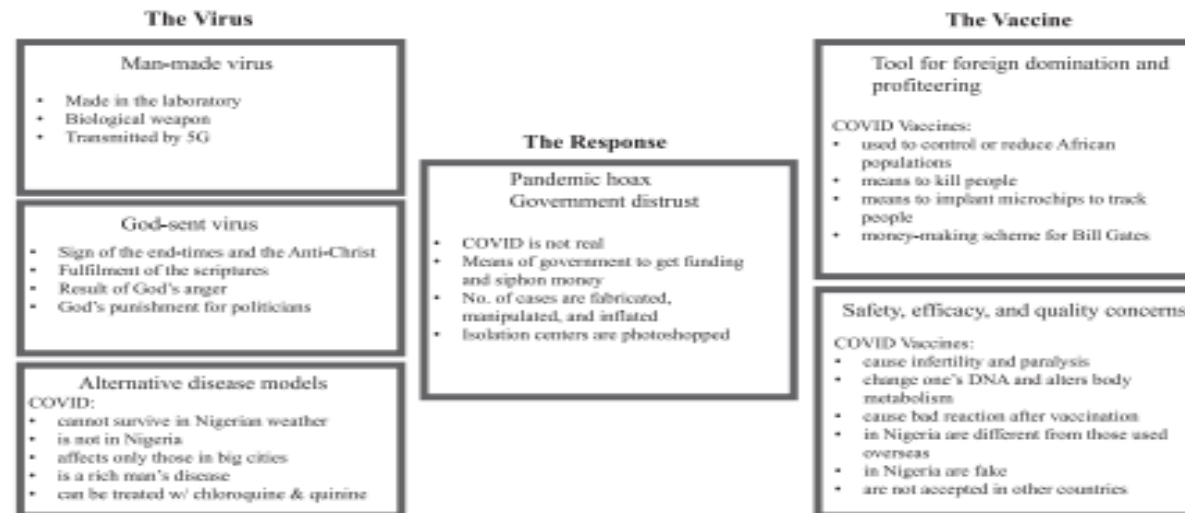 The Virus
Man-made virus
• Made in the laboratory
• Biological weapon
• Transmitted by 5G
God-sent virus
• Sign of the end-times and the Anti-Christ
• Fulfilment of the scriptures
• Result of God's anger
• God's punishment for politicians
Alternative disease models
COVID:
• cannot survive in Nigerian weather
• is not in Nigeria
• affects only those in big cities
• is a rich man's disease
• can be treated w/ chloroquine & quinine
The Response
Pandemic hoax
Government distrust
• COVID is not real
• Means of government to get funding
and siphon money
• No. of cases are fabricated,
manipulated, and inflated
• Isolation centers are photoshopped
The Vaccine
Tool for foreign domination and
profiteering
COVID Vaccines:
• used to control or reduce African
populations
• means to kill people
• means to implant microchips to track
people
• money-making scheme for Bill Gates
Safety, efficacy, and quality concerns
COVID Vaccines:
• cause infertility and paralysis
• change one's DNA and alters body
metabolism
• cause bad reaction after vaccination
• in Nigeria are different from those used
overseas
• in Nigeria are fake
• are not accepted in other countries